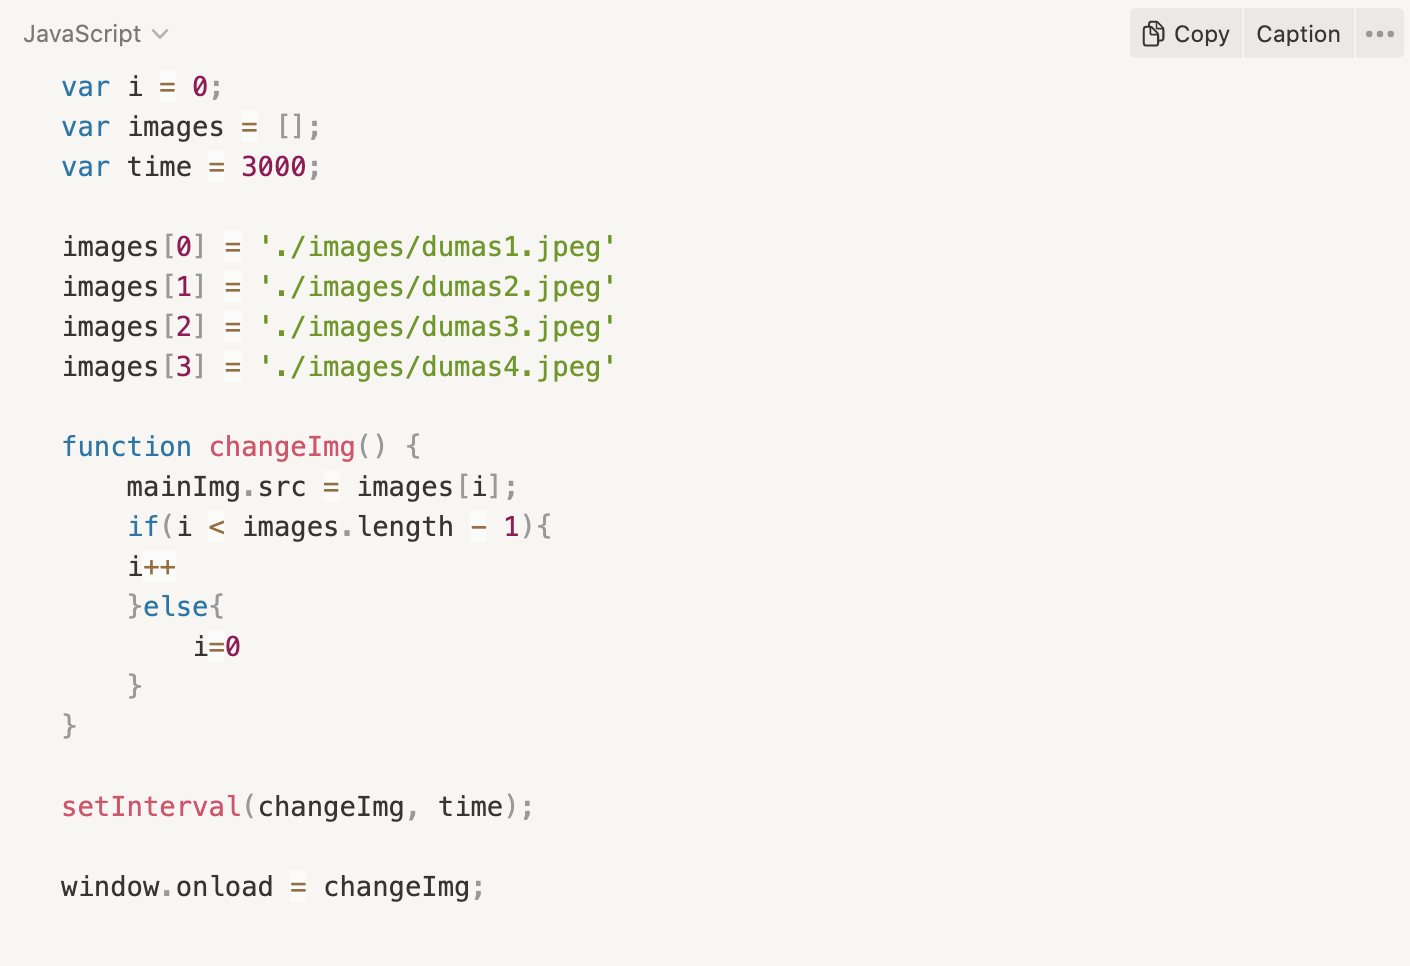 JavaScript
Copy
Caption
var i = 0;
var images = [];
var time = 3000;
images[0] = './images/dumas1.jpeg'
images[1] = './images/dumas2.jpeg'
images[2] = './images/dumas3.jpeg'
images[3] = './images/dumas4.jpeg'
function changeImg() {
    mainImg.src = images[i];
    if(i < images.length - 1){
    i++
    }else{
        i=0
    }
}
setInterval(changeImg, time);
window.onload = changeImg;